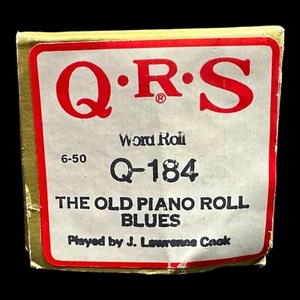 Q·R·S
®
Word Roll
6-50 Q-184
THE OLD PIANO ROLL
BLUES
Played by J. Lawrence Cook